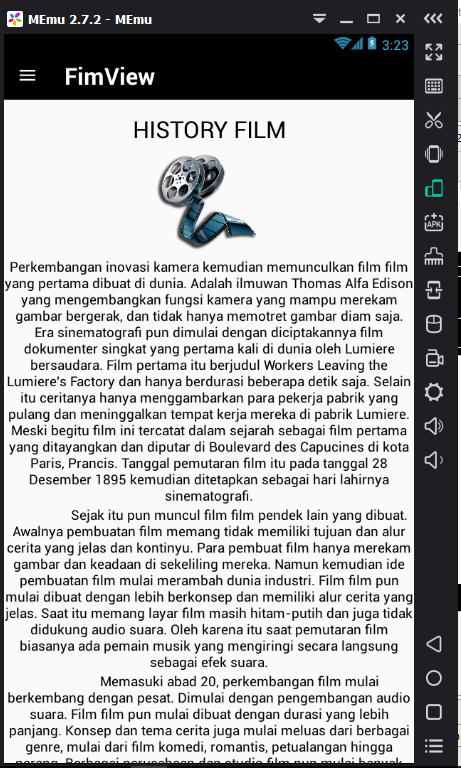 MEmu 2.7.2 - MEmu
3:23
FimView
HISTORY FILM
Perkembangan inovasi kamera kemudian memunculkan film film
yang pertama dibuat di dunia. Adalah ilmuwan Thomas Alfa Edison
yang mengembangkan fungsi kamera yang mampu merekam
gambar bergerak, dan tidak hanya memotret gambar diam saja.
Era sinematografi pun dimulai dengan diciptakannya film
dokumenter singkat yang pertama kali di dunia oleh Lumiere
bersaudara. Film pertama itu berjudul Workers Leaving the
Lumiere's Factory dan hanya berdurasi beberapa detik saja. Selain
itu ceritanya hanya menggambarkan para pekerja pabrik yang
pulang dan meninggalkan tempat kerja mereka di pabrik Lumiere.
Meski begitu film ini tercatat dalam sejarah sebagai film pertama
yang ditayangkan dan diputar di Boulevard des Capucines di kota
Paris, Prancis. Tanggal pemutaran film itu pada tanggal 28
Desember 1895 kemudian ditetapkan sebagai hari lahirnya
sinematografi.
Sejak itu pun muncul film film pendek lain yang dibuat.
Awalnya pembuatan film memang tidak memiliki tujuan dan alur
cerita yang jelas dan kontinyu. Para pembuat film hanya merekam
gambar dan keadaan di sekeliling mereka. Namun kemudian ide
pembuatan film mulai merambah dunia industri. Film film pun
mulai dibuat dengan lebih berkonsep dan memiliki alur cerita yang
jelas. Saat itu memang layar film masih hitam-putih dan juga tidak
didukung audio suara. Oleh karena itu saat pemutaran film
biasanya ada pemain musik yang mengiringi secara langsung
sebagai efek suara.
Memasuki abad 20, perkembangan film mulai
berkembang dengan pesat. Dimulai dengan pengembangan audio
suara. Film film pun mulai dibuat dengan durasi yang lebih
panjang. Konsep dan tema cerita juga mulai meluas dari berbagai
genre, mulai dari film komedi, romantis, petualangan hingga
perang. Berbagai perusahaan dan studio film pun mulai banyak
APK